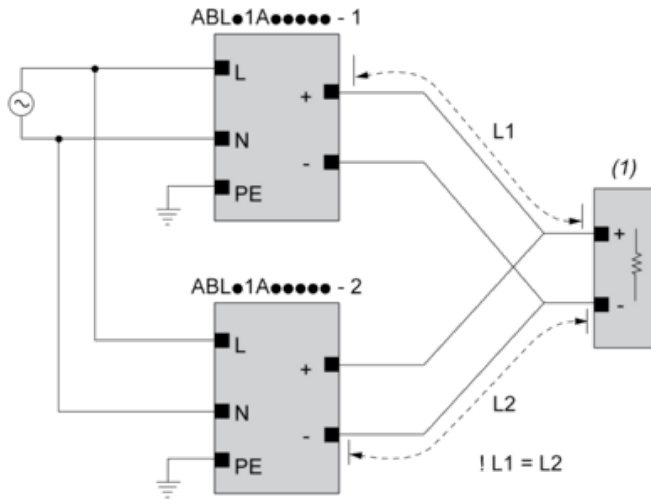 ABL●1A●●●●● - 1
L
+
L1
N
-
PE
(1)
+
-
ABL●1A●●●●● - 2
L
+
N
-
L2
PE
! L1 = L2